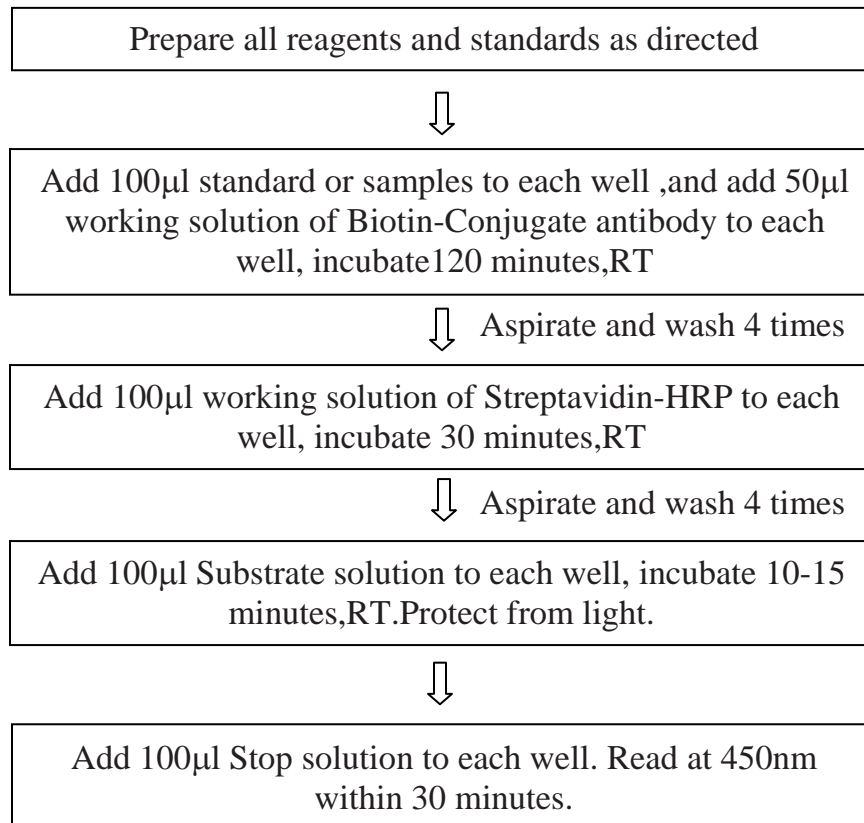 Prepare all reagents and standards as directed
Add 100μl standard or samples to each well ,and add 50μl
working solution of Biotin-Conjugate antibody to each
well, incubate120 minutes,RT
Aspirate and wash 4 times
Add 100μl working solution of Streptavidin-HRP to each
well, incubate 30 minutes,RT
Aspirate and wash 4 times
Add 100μl Substrate solution to each well, incubate 10-15
minutes,RT.Protect from light.
Add 100μl Stop solution to each well. Read at 450nm
within 30 minutes.